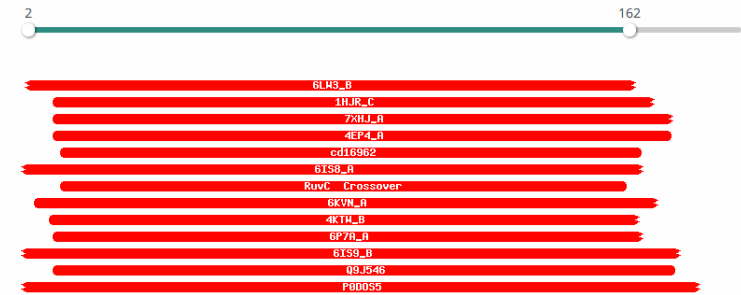 2 162
6LW3_B
1HJR_C
7XHJ_A
4EP4_A
cd16962
6IS8_A
RuvC Crossover
6KVN_A
4KTW_B
6P7A_A
6IS9_B
Q9J546
P0DOS5